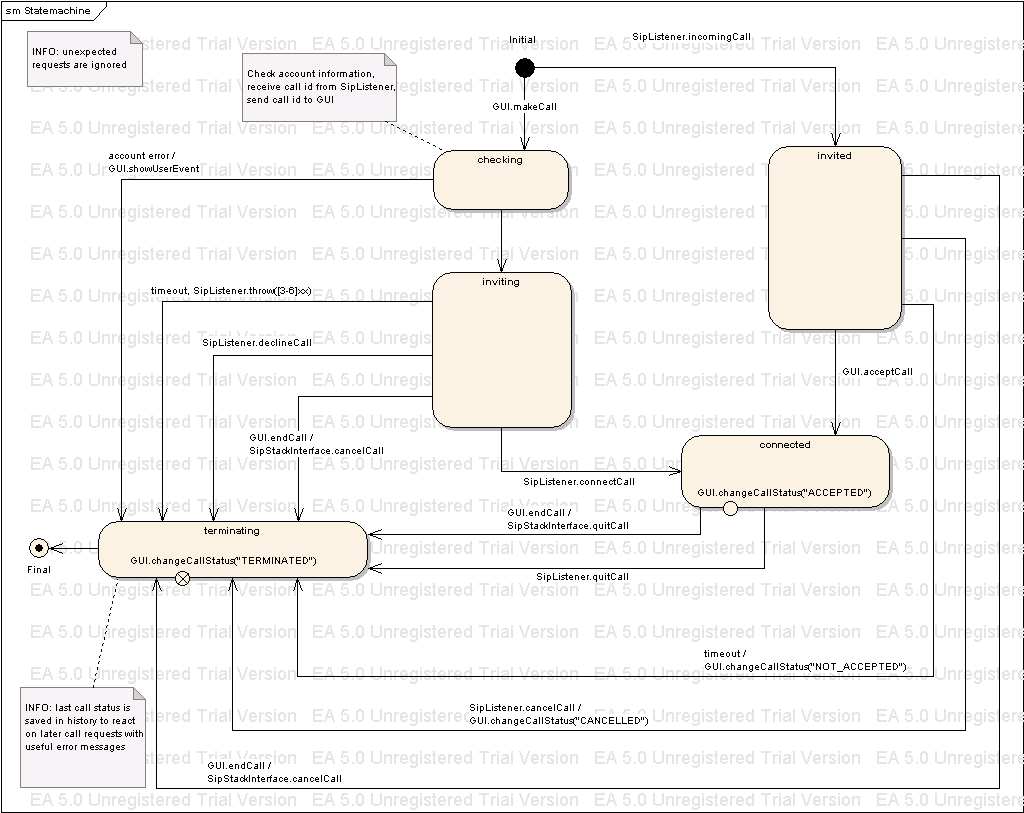 sm Statemachine
INFO: unexpected
requests are ignored
Check account information,
receive call id from SipListener,
send call id to GUI
Initial
SipListener.incomingCall
GUI.makeCall
checking
invited
account error /
GUI.showUserEvent
inviting
timeout, SipListener.throw([3-6]xx)
SipListener.declineCall
GUI.acceptCall
GUI.endCall /
SipStackInterface.cancelCall
connected
GUI.changeCallStatus("ACCEPTED")
SipListener.connectCall
GUI.endCall /
SipStackInterface.quitCall
terminating
GUI.changeCallStatus("TERMINATED")
Final
SipListener.quitCall
timeout /
GUI.changeCallStatus("NOT_ACCEPTED")
SipListener.cancelCall /
GUI.changeCallStatus("CANCELLED")
INFO: last call status is
saved in history to react
on later call requests with
useful error messages
GUI.endCall /
SipStackInterface.cancelCall
EA 5.0 Unregistered Trial Version